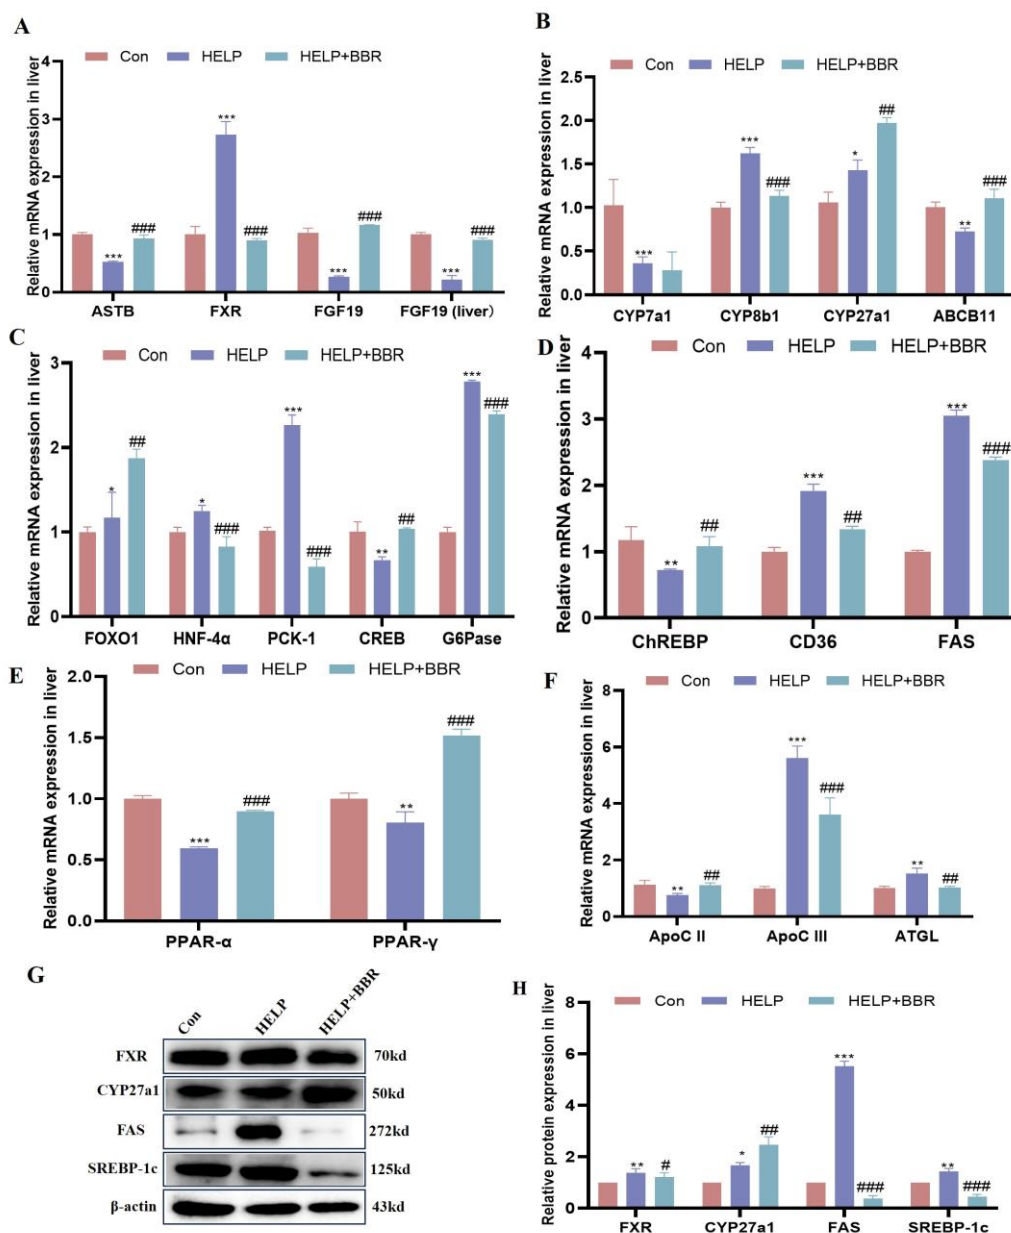 A
Con HELP HELP+BBR
Relative mRNA expression in liver
4
3
2
1
0
*** ### *** ### *** ### *** ###
ASTB FXR FGF19 FGF19 (liver)
B
Con HELP HELP+BBR
Relative mRNA expression in liver
2.5
2.0
1.5
1.0
0.5
0.0
*** *** ### * ## ** ###
CYP7a1 CYP8b1 CYP27a1 ABCB11
C
Con HELP HELP+BBR
Relative mRNA expression in liver
3
2
1
0
* ## * ### *** ### ** ## *** ###
FOXO1 HNF-4α PCK-1 CREB G6Pase
D
Con HELP HELP+BBR
Relative mRNA expression in liver
4
3
2
1
0
** ## *** ## *** ###
ChREBP CD36 FAS
E
Con HELP HELP+BBR
Relative mRNA expression in liver
2.0
1.5
1.0
0.5
0.0
*** ### ** ###
PPAR-α PPAR-γ
F
Con HELP HELP+BBR
Relative mRNA expression in liver
8
6
4
2
0
** ## *** ### ** ##
ApoC II ApoC III ATGL
G
Con HELP HELP+BBR
FXR 70kd
CYP27a1 50kd
FAS 272kd
SREBP-1c 125kd
β-actin 43kd
H
Con HELP HELP+BBR
Relative protein expression in liver
8
6
4
2
0
** # * ## *** ### ** ###
FXR CYP27a1 FAS SREBP-1c